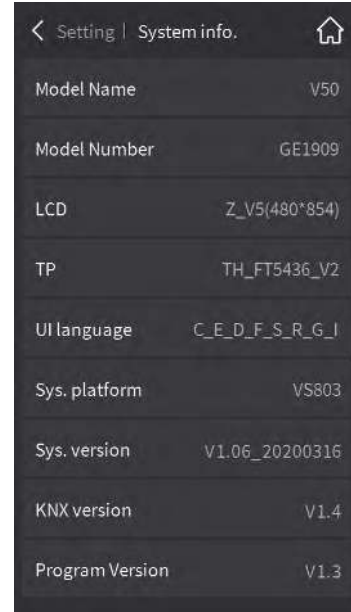 Setting | System info.
Model Name V50
Model Number GE1909
LCD Z_V5(480*854)
TP TH_FT5436_V2
UI language C_E_D_F_S_R_G_I
Sys. platform VS803
Sys. version V1.06_20200316
KNX version V1.4
Program Version V1.3